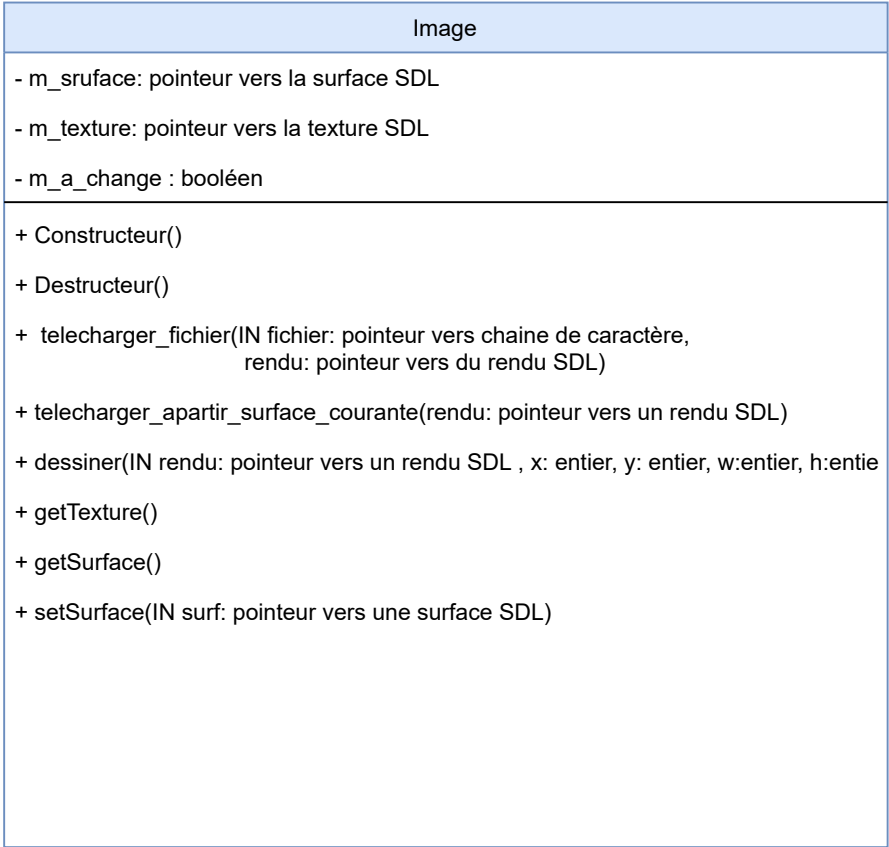 Image
- m_sruface: pointeur vers la surface SDL
- m_texture: pointeur vers la texture SDL
- m_a_change : booléen
+ Constructeur()
+ Destructeur()
+ telecharger_fichier(IN fichier: pointeur vers chaine de caractère,
rendu: pointeur vers du rendu SDL)
+ telecharger_apartir_surface_courante(rendu: pointeur vers un rendu SDL)
+ dessiner(IN rendu: pointeur vers un rendu SDL , x: entier, y: entier, w:entier, h:entie
+ getTexture()
+ getSurface()
+ setSurface(IN surf: pointeur vers une surface SDL)